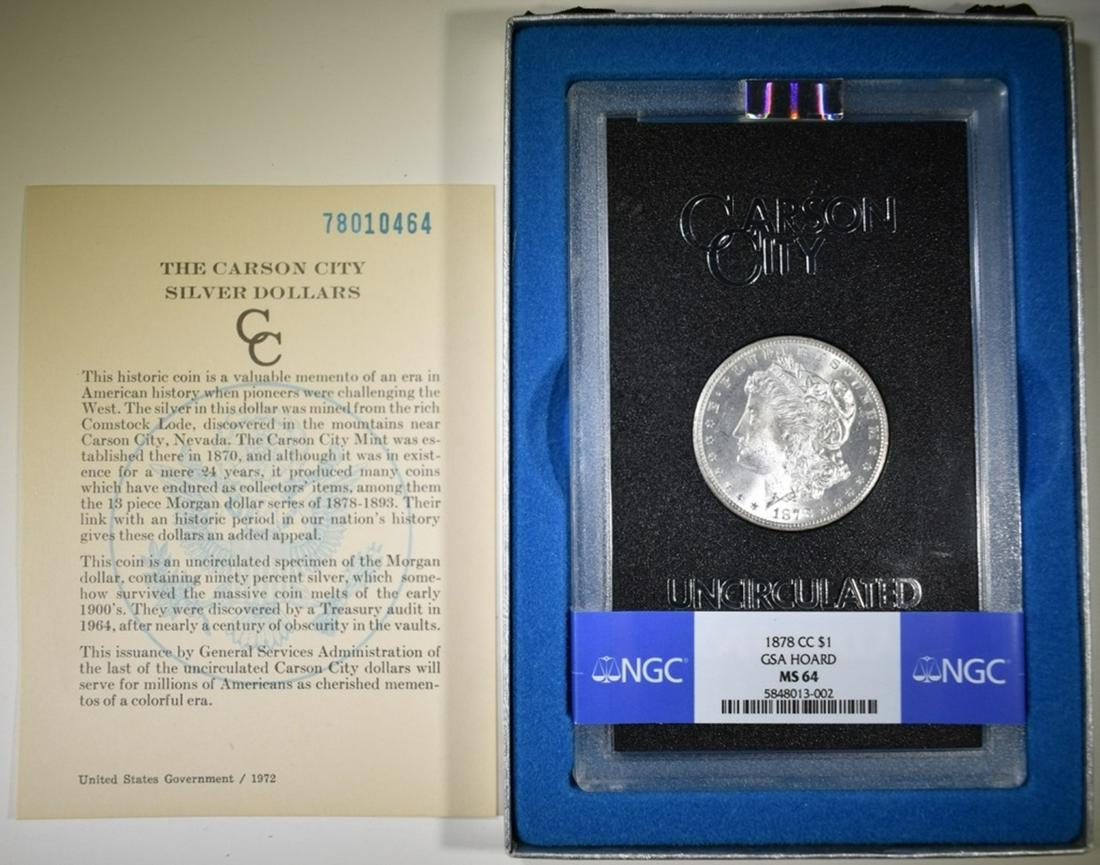 78010464
THE CARSON CITY
SILVER DOLLARS
CC
This historic coin is a valuable memento of an era in
American history when pioneers were challenging the
West. The silver in this dollar was mined from the rich
Comstock Lode, discovered in the mountains near
Carson City, Nevada. The Carson City Mint was es-
tablished there in 1870, and although it was in exist-
ence for a mere 24 years, it produced many coins
which have endured as collectors' items, among them
the 13 piece Morgan dollar series of 1878-1893. Their
link with an historic period in our nation's history
gives these dollars an added appeal.
This coin is an uncirculated specimen of the Morgan
dollar, containing ninety percent silver, which some-
how survived the massive coin melts of the early
1900's. They were discovered by a Treasury audit in
1964, after nearly a century of obscurity in the vaults.
This issuance by General Services Administration of
the last of the uncirculated Carson City dollars will
serve for millions of Americans as cherished memen-
tos of a colorful era.
United States Government / 1972
CARSON
CITY
E·PLURIBUS·UNUM
1878
UNCIRCULATED
NGC
1878 CC $1
GSA HOARD
MS 64
5848013-002
NGC